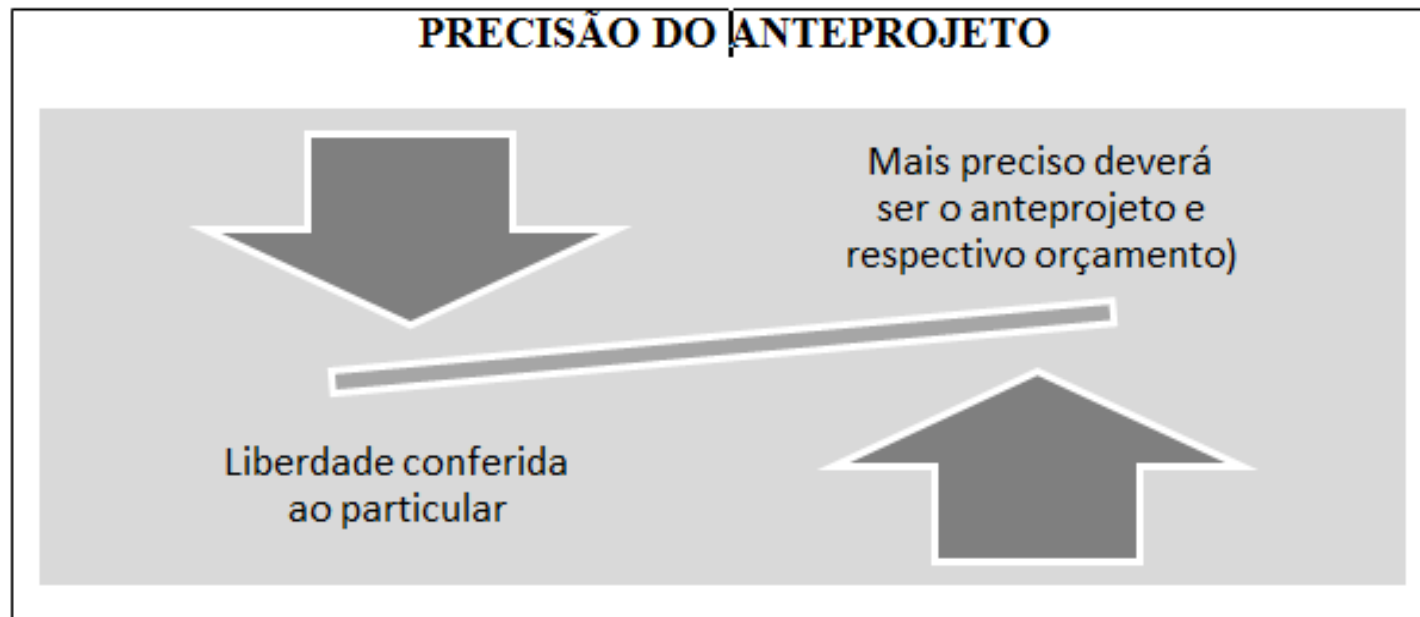 PRECISÃO DO ANTEPROJETO
Mais preciso deverá
ser o anteprojeto e
respectivo orçamento)
Liberdade conferida
ao particular